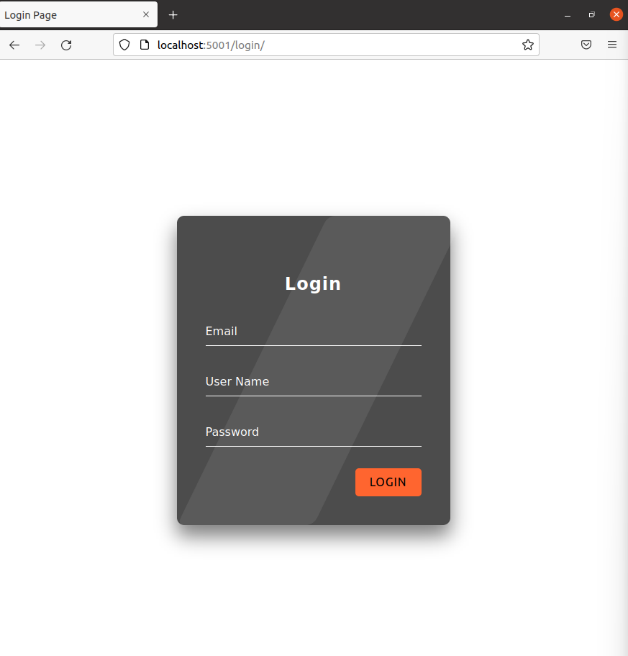 Login Page
localhost:5001/login/
Login
Email
User Name
Password
LOGIN